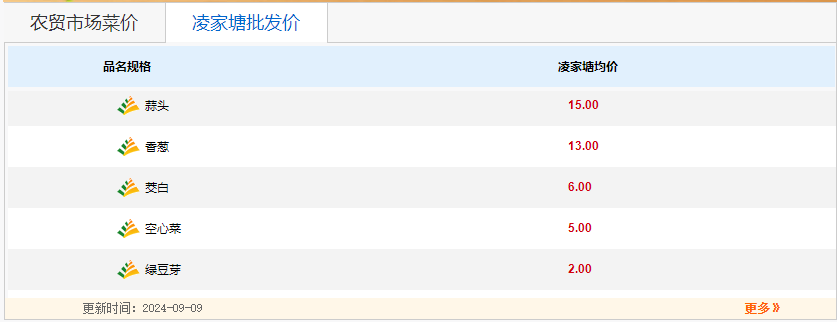 农贸市场菜价 凌家塘批发价
品名规格 凌家塘均价
蒜头 15.00
香葱 13.00
茭白 6.00
空心菜 5.00
绿豆芽 2.00
更新时间：2024-09-09 更多》